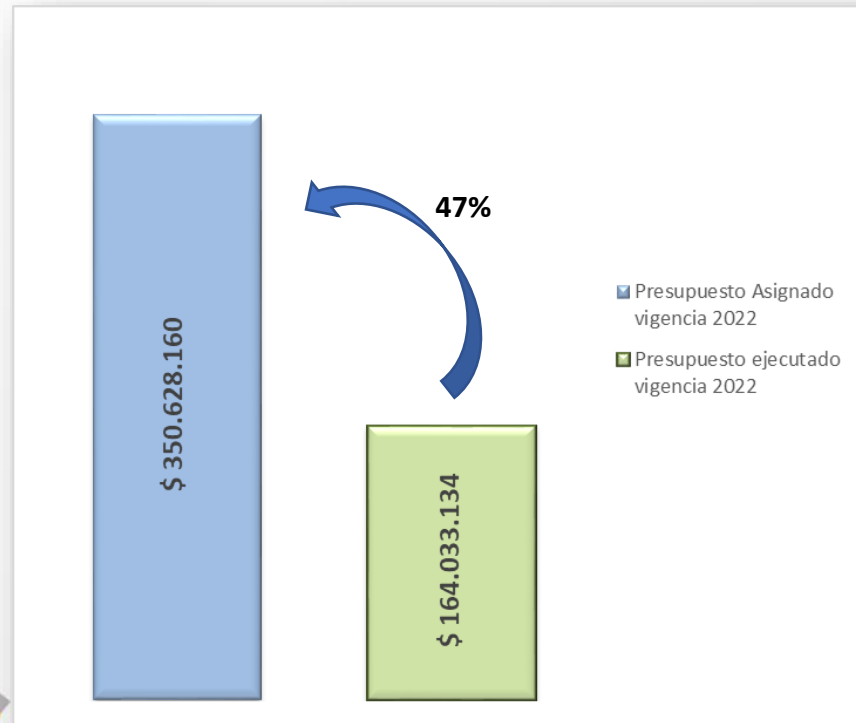 47%
$ 350.628.160
$ 164.033.134
Presupuesto Asignado
vigencia 2022
Presupuesto ejecutado
vigencia 2022